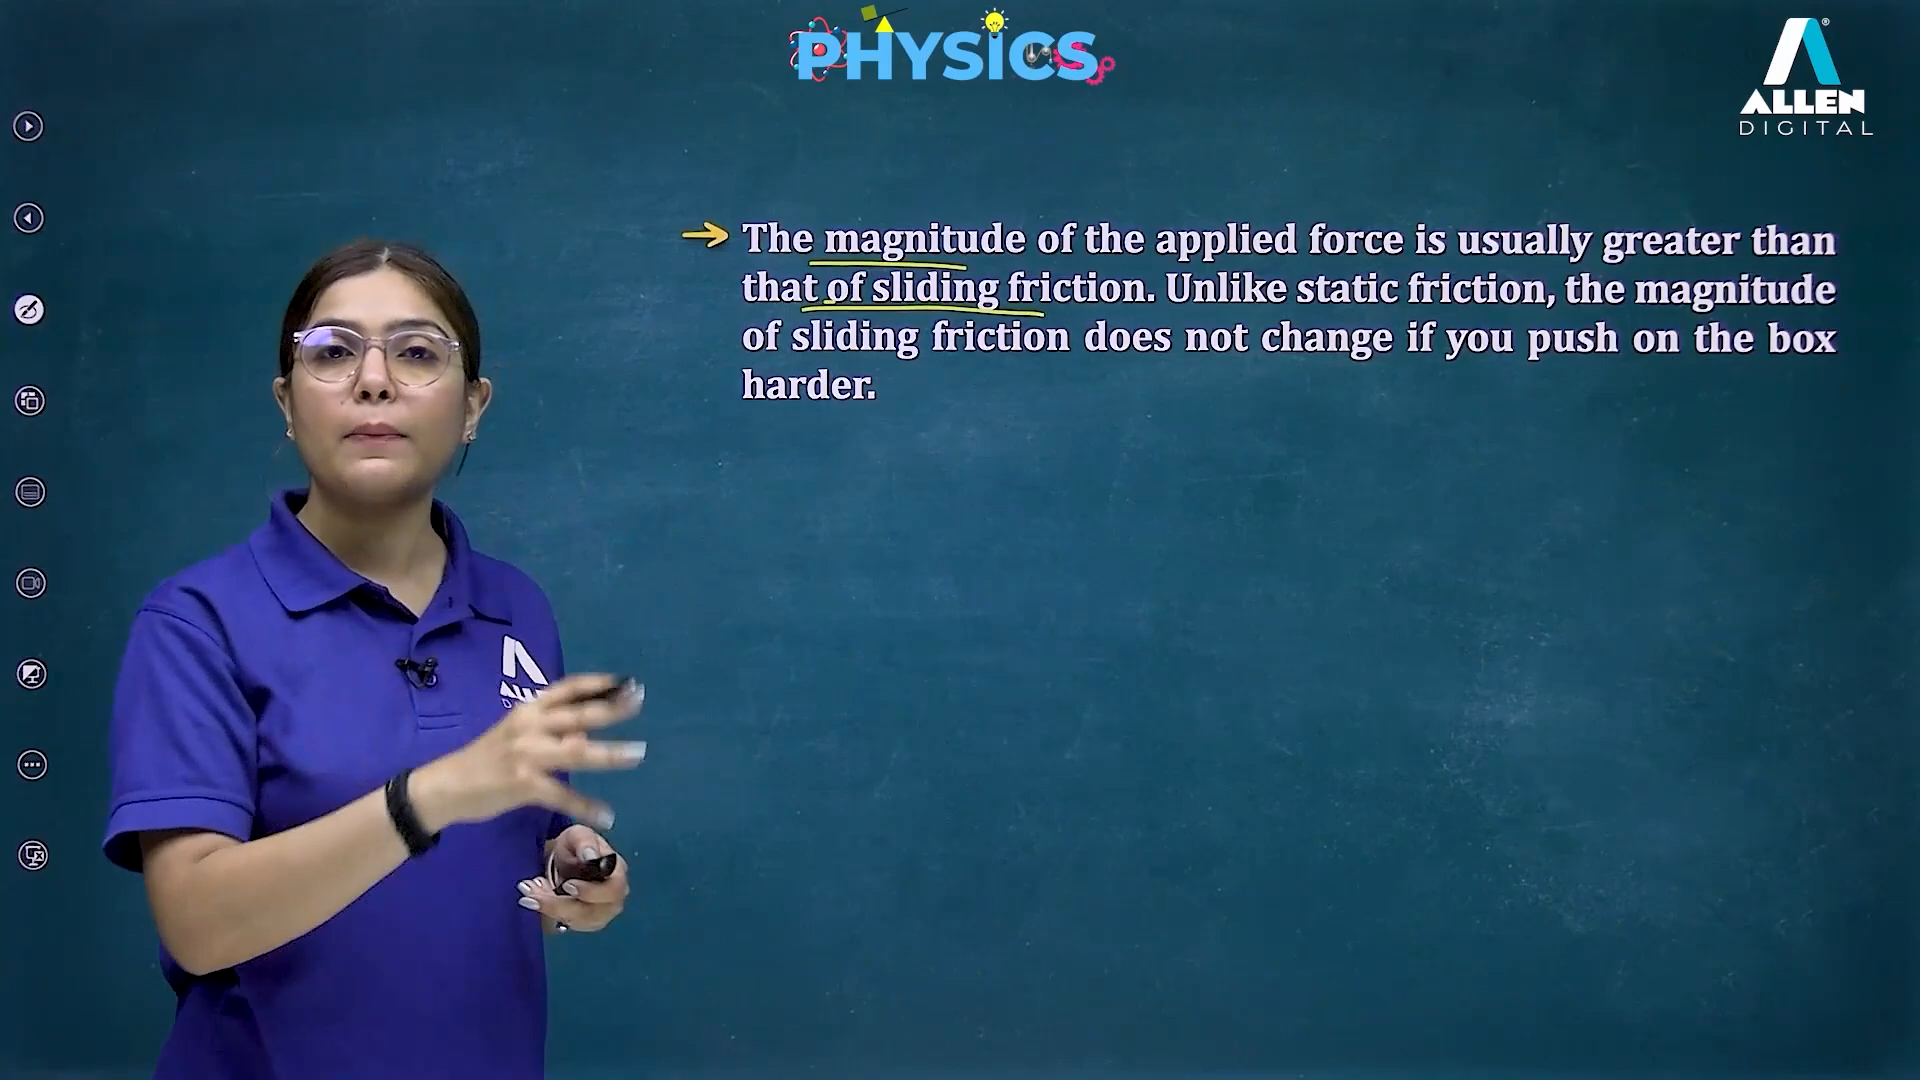 PHYSICS
ALLEN
DIGITAL
The magnitude of the applied force is usually greater than
that of sliding friction. Unlike static friction, the magnitude
of sliding friction does not change if you push on the box
harder.